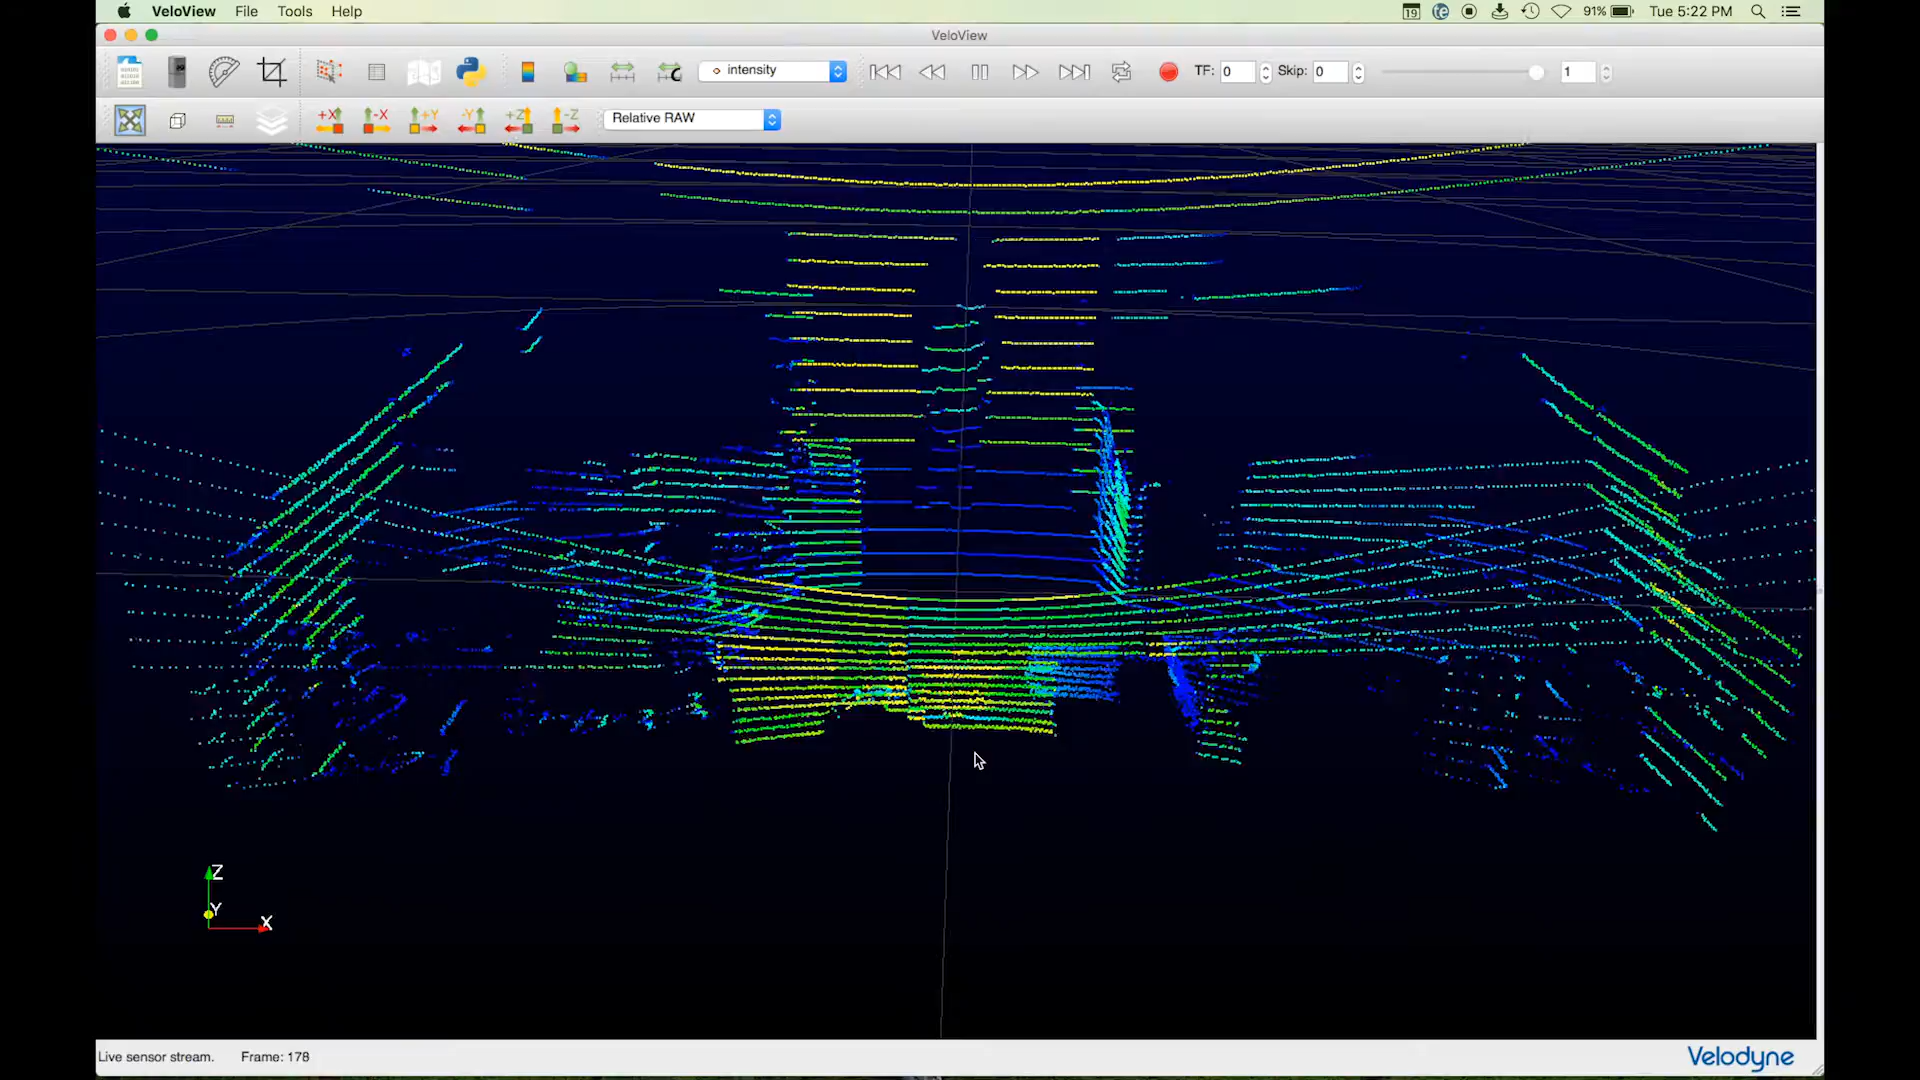 VeloView File Tools Help 19 91% Tue 5:22 PM
VeloView
intensity TF: 0 Skip: 0 1
+X -X +Y -Y +Z -Z Relative RAW
Z
Y
X
Live sensor stream. Frame: 178 Velodyne